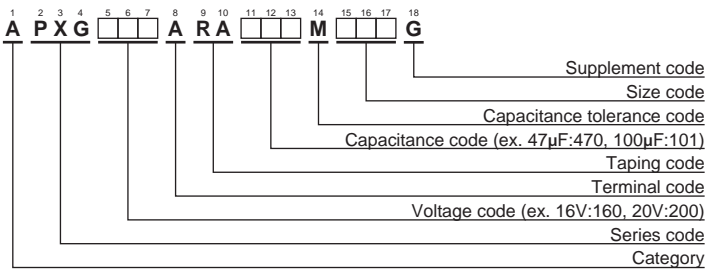 1 2 3 4 5 6 7 8 9 10 11 12 13 14 15 16 17 18
A P X G □□□ A R A □□□ M □□□ G
Supplement code
Size code
Capacitance tolerance code
Capacitance code (ex. 47μF:470, 100μF:101)
Taping code
Terminal code
Voltage code (ex. 16V:160, 20V:200)
Series code
Category